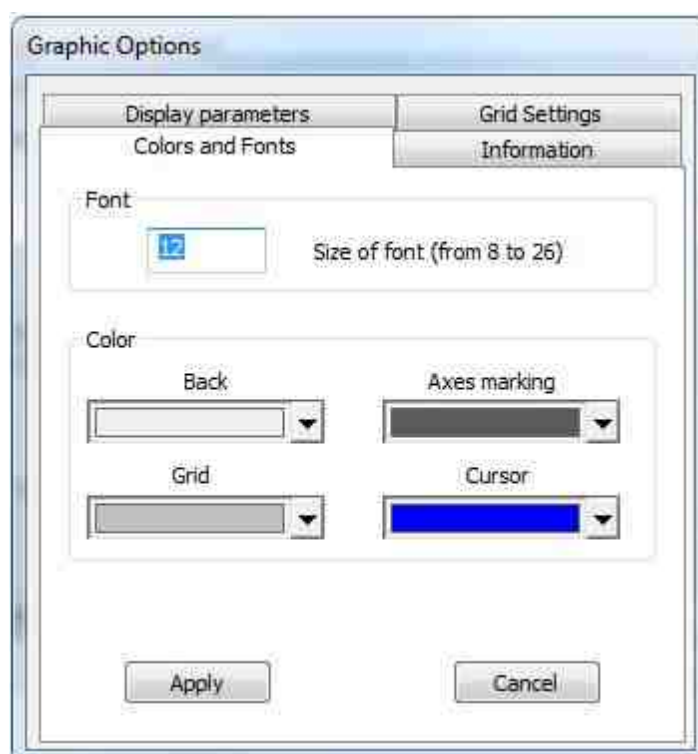 Graphic Options
Display parameters Grid Settings
Colors and Fonts Information
Font
12 Size of font (from 8 to 26)
Color
Back Axes marking
Grid Cursor
Apply Cancel